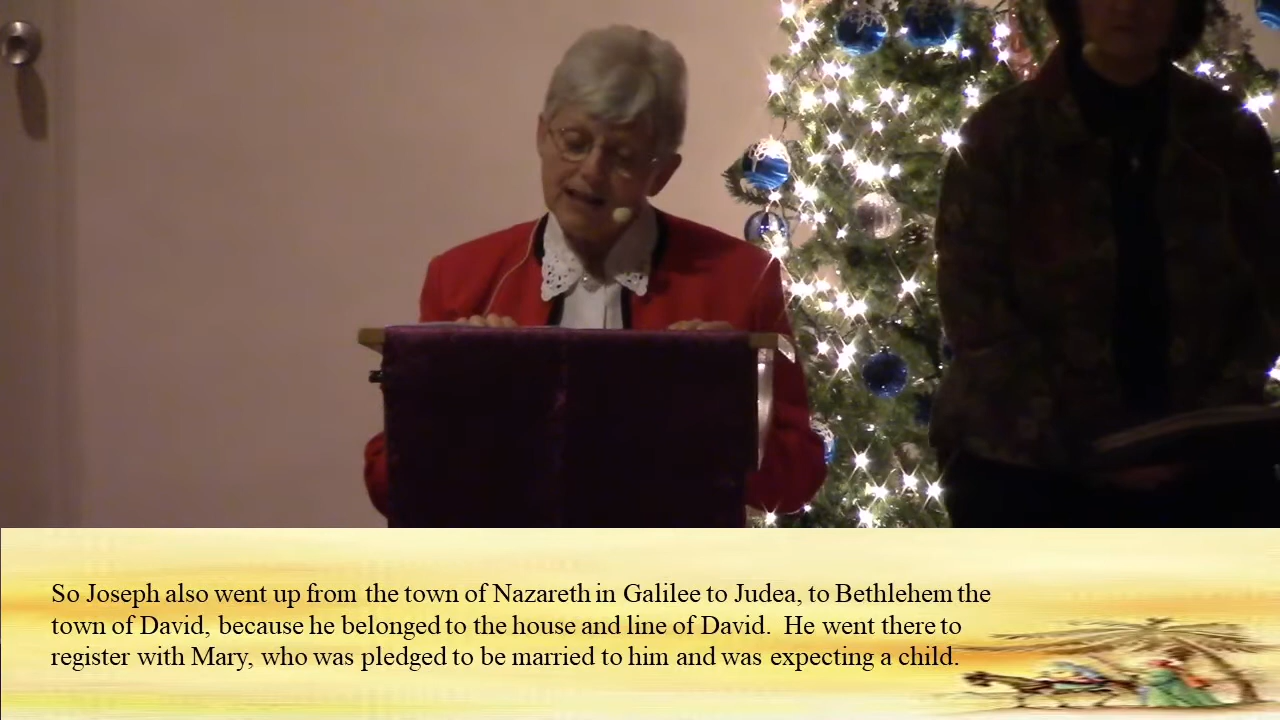 So Joseph also went up from the town of Nazareth in Galilee to Judea, to Bethlehem the
town of David, because he belonged to the house and line of David.  He went there to
register with Mary, who was pledged to be married to him and was expecting a child.